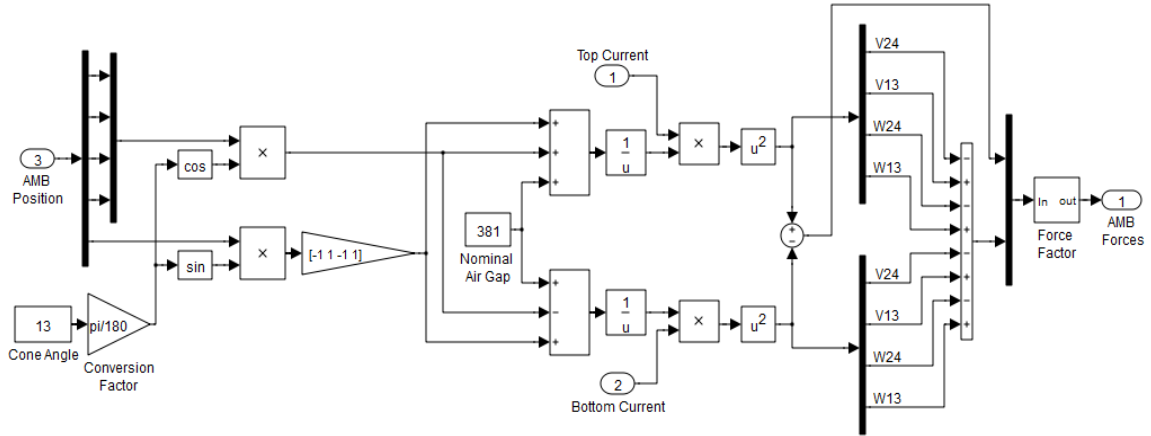 Top Current
1
3
AMB
Position
cos
×
sin
×
[-1 1 -1 1]
13
Cone Angle
pi/180
Conversion
Factor
+
+
+
1
u
×
u²
381
Nominal
Air Gap
+
−
+
1
u
×
u²
2
Bottom Current
+
−
V24
V13
W24
W13
V24
V13
W24
W13
−
+
−
+
−
+
−
+
In out
Force
Factor
1
AMB
Forces